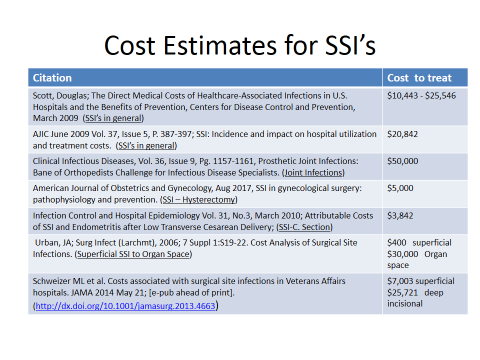 Cost Estimates for SSI's
Citation
Cost to treat
Scott, Douglas; The Direct Medical Costs of Healthcare-Associated Infections in U.S.
Hospitals and the Benefits of Prevention, Centers for Disease Control and Prevention,
March 2009 (SSI's in general)
$10,443 - $25,546
AJIC June 2009 Vol. 37, Issue 5, P. 387-397; SSI: Incidence and impact on hospital utilization
and treatment costs. (SSI's in general)
$20,842
Clinical Infectious Diseases, Vol. 36, Issue 9, Pg. 1157-1161, Prosthetic Joint Infections:
Bane of Orthopedists Challenge for Infectious Disease Specialists. (Joint Infections)
$50,000
American Journal of Obstetrics and Gynecology, Aug 2017, SSI in gynecological surgery:
pathophysiology and prevention. (SSI – Hysterectomy)
$5,000
Infection Control and Hospital Epidemiology Vol. 31, No.3, March 2010; Attributable Costs
of SSI and Endometritis after Low Transverse Cesarean Delivery; (SSI-C. Section)
$3,842
Urban, JA; Surg Infect (Larchmt), 2006; 7 Suppl 1:S19-22. Cost Analysis of Surgical Site
Infections. (Superficial SSI to Organ Space)
$400 superficial
$30,000 Organ
space
Schweizer ML et al. Costs associated with surgical site infections in Veterans Affairs
hospitals. JAMA 2014 May 21; [e-pub ahead of print].
(http://dx.doi.org/10.1001/jamasurg.2013.4663)
$7,003 superficial
$25,721 deep
incisional